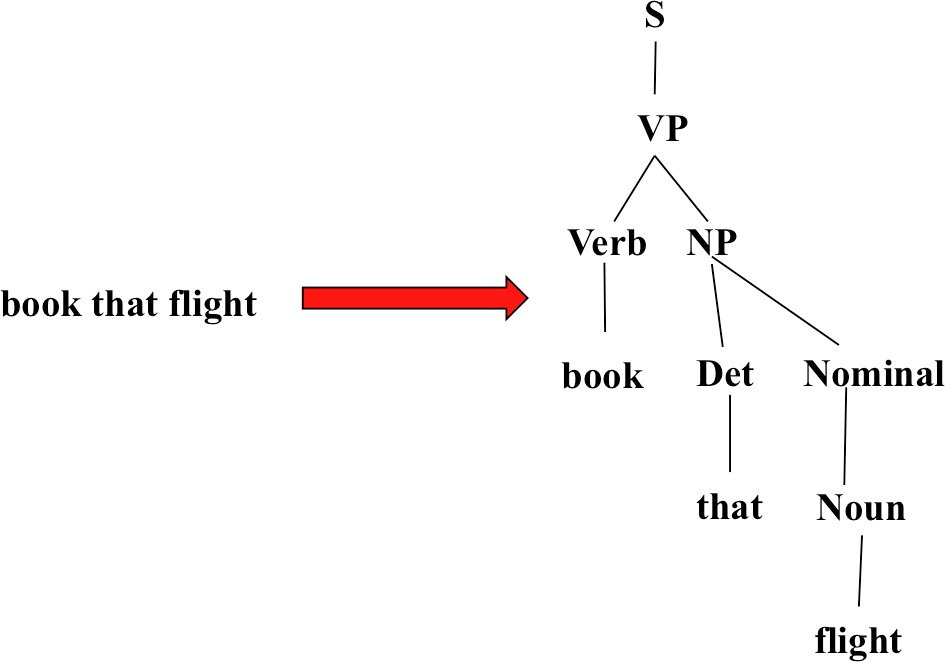 S
VP
Verb NP
book that flight
book Det Nominal
that Noun
flight